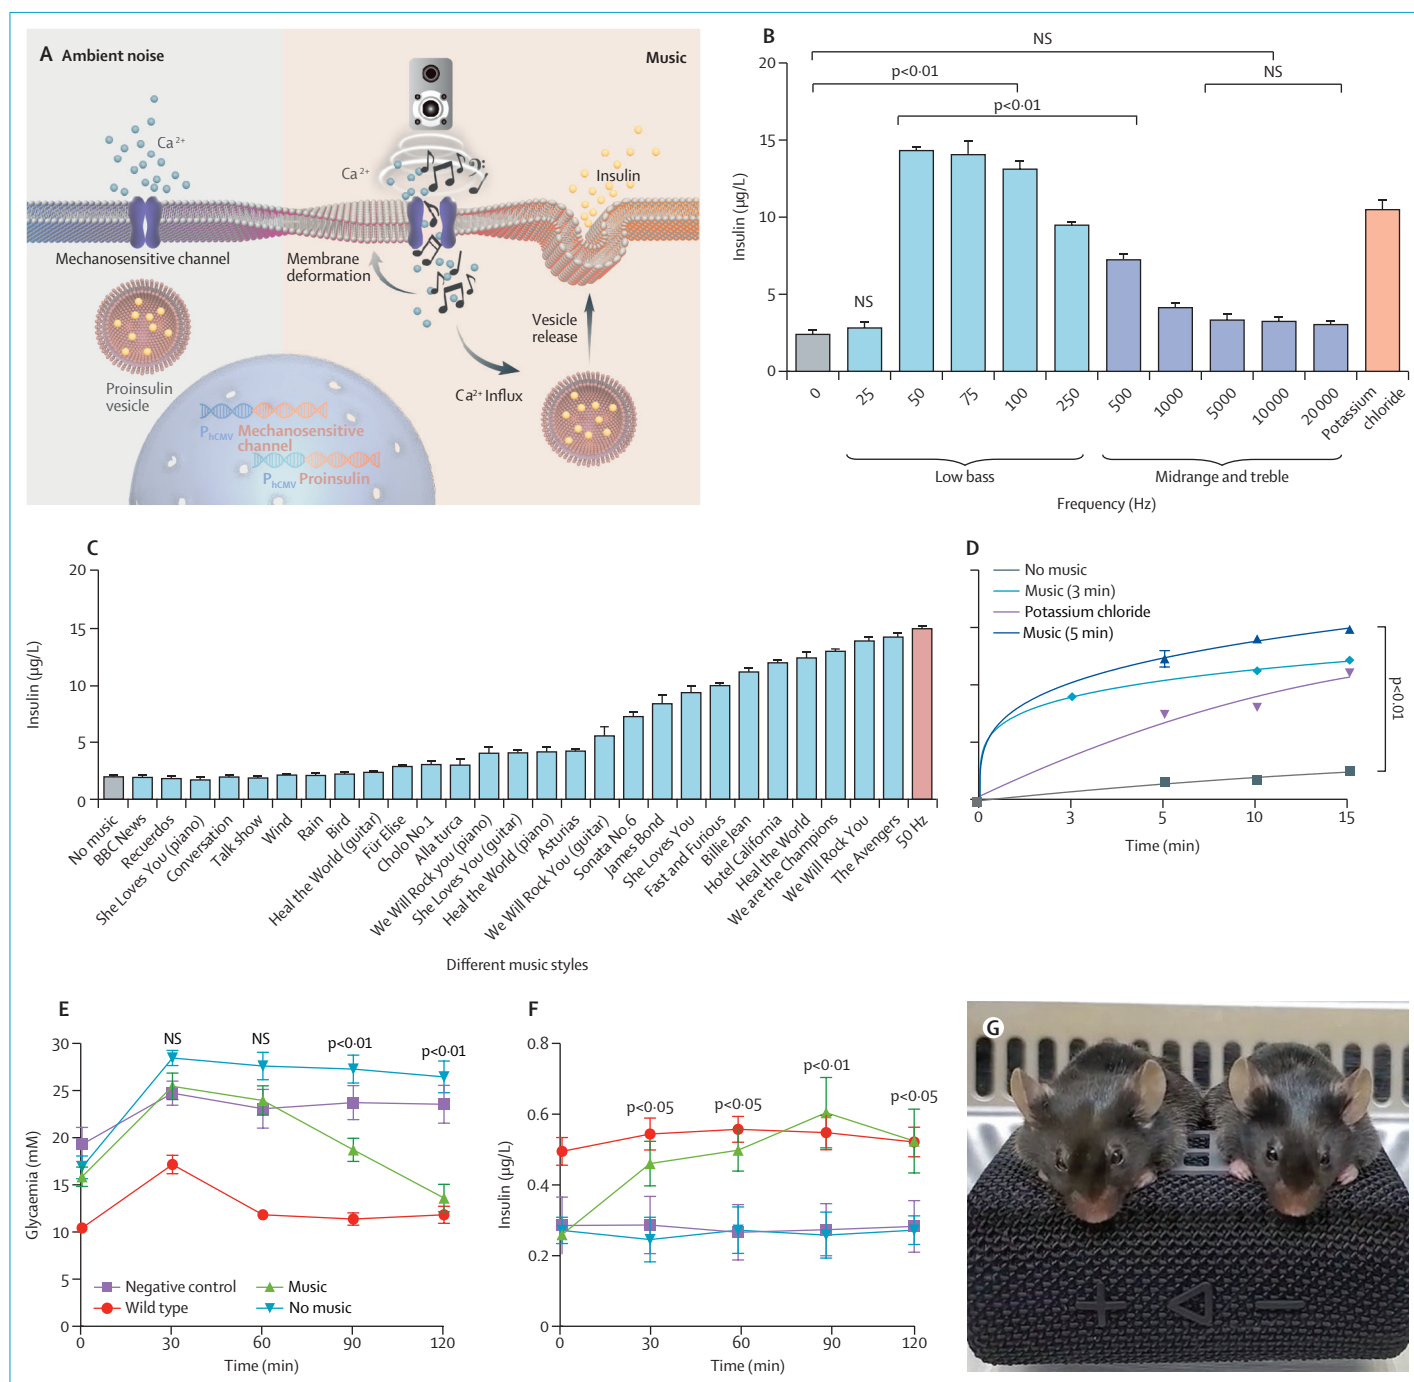 A Ambient noise
Music
Ca²⁺
Ca²⁺
Insulin
Mechanosensitive channel
Membrane
deformation
Vesicle
release
Proinsulin
vesicle
Ca²⁺ Influx
PhCMV Mechanosensitive
channel
PhCMV Proinsulin
B
NS
p<0·01
NS
p<0·01
NS
20
15
10
5
0
Insulin (µg/L)
0
25
50
75
100
250
500
1000
5000
10000
20000
Potassium
chloride
Low bass
Midrange and treble
Frequency (Hz)
C
20
15
10
5
0
Insulin (µg/L)
No music
BBC News
Recuerdos
She Loves You (piano)
Conversation
Talk show
Wind
Rain
Bird
Heal the World (guitar)
Für Elise
Cholo No.1
Alla turca
We Will Rock you (piano)
She Loves You (guitar)
Heal the World (piano)
Asturias
We Will Rock You (guitar)
Sonata No.6
James Bond
She Loves You
Fast and Furious
Billie Jean
Hotel California
Heal the World
We are the Champions
We Will Rock You
The Avengers
50 Hz
Different music styles
D
No music
Music (3 min)
Potassium chloride
Music (5 min)
p<0.01
0
3
5
10
15
Time (min)
E
30
25
20
15
10
5
0
Glycaemia (mM)
NS
NS
p<0·01
p<0·01
Negative control
Music
Wild type
No music
0
30
60
90
120
Time (min)
F
0.8
0.6
0.4
0.2
0
Insulin (µg/L)
p<0·05
p<0·05
p<0·01
p<0·05
0
30
60
90
120
Time (min)
G